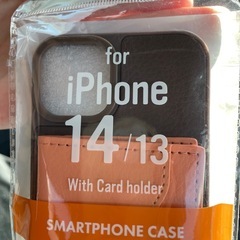 for
iPhone
14/13
With Card holder
SMARTPHONE CASE